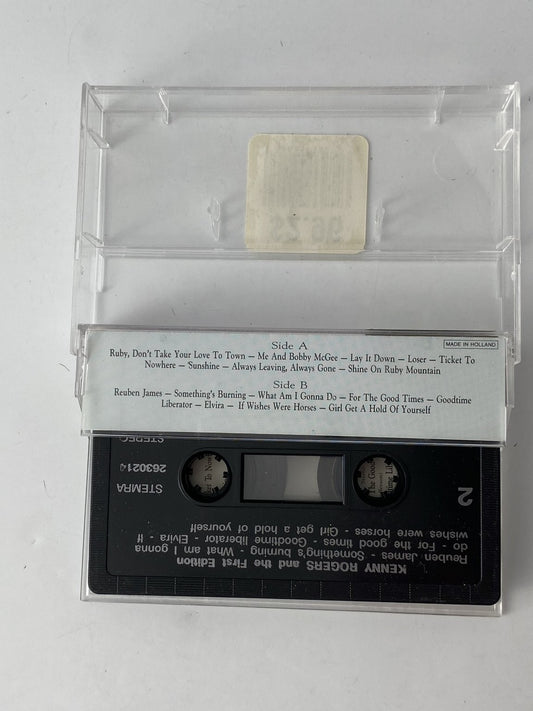 Side A
MADE IN HOLLAND
Ruby, Don't Take Your Love To Town — Me And Bobby McGee — Lay It Down — Loser — Ticket To
Nowhere — Sunshine — Always Leaving, Always Gone — Shine On Ruby Mountain
Side B
Reuben James — Something's Burning — What Am I Gonna Do — For The Good Times — Goodtime
Liberator — Elvira — If Wishes Were Horses — Girl Get A Hold Of Yourself
KENNY ROGERS and the First Edition
Reuben James - Something's burning - What am I gonna
do - For the good times - Goodtime liberator - Elvira - If
wishes were horses - Girl get a hold of yourself
2
STEMRA
2630214
STEREO